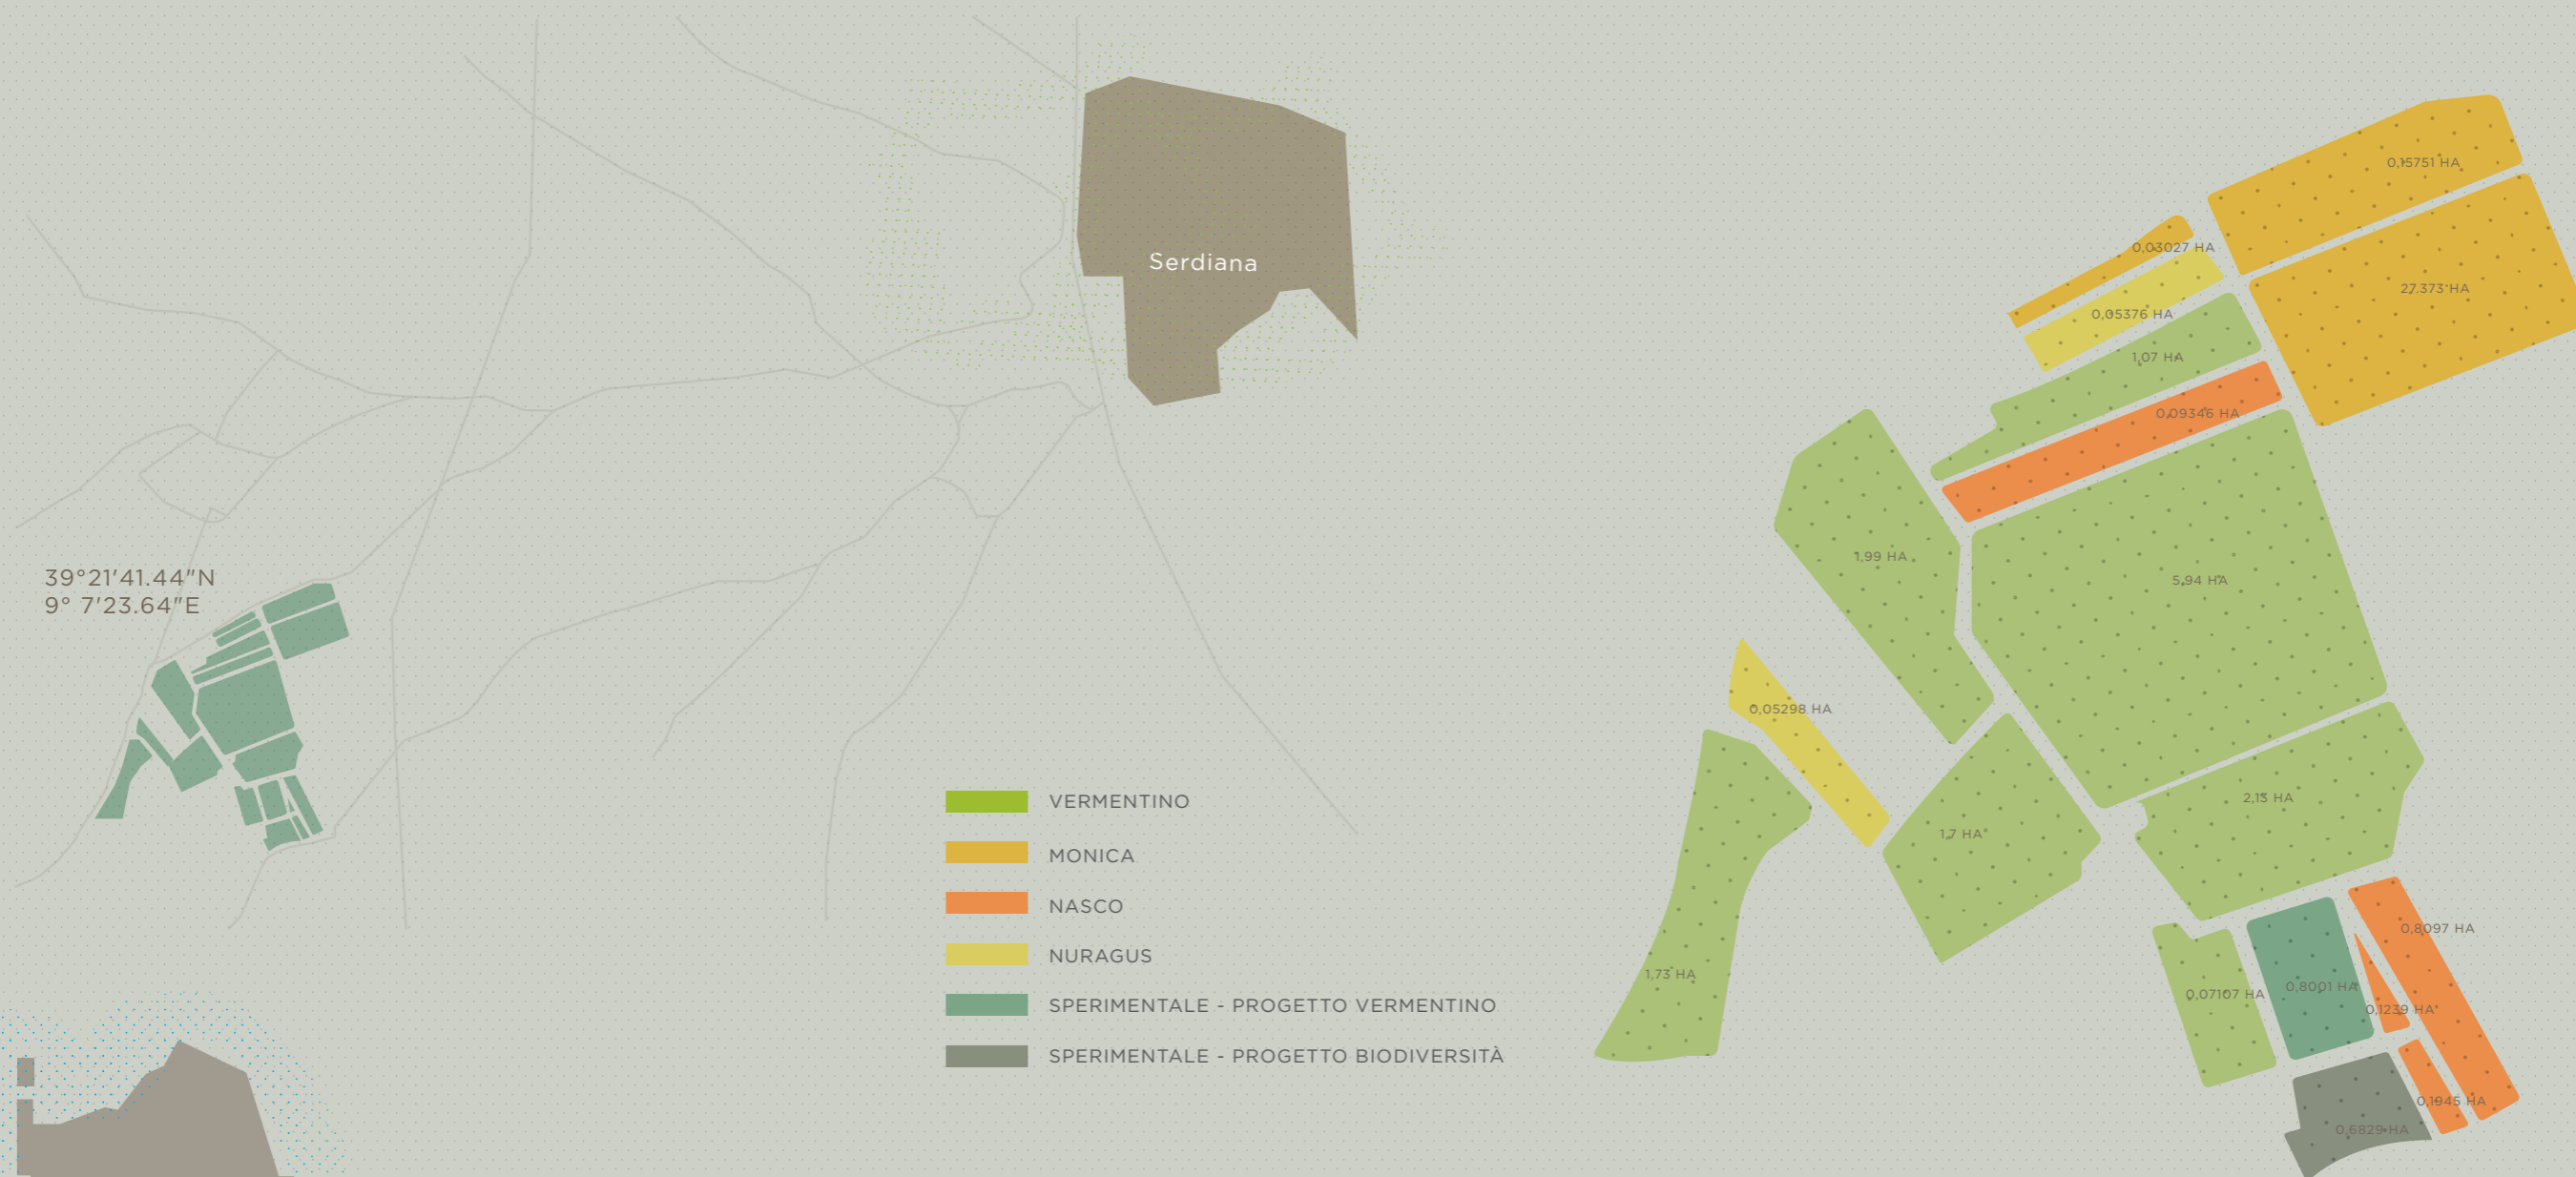 Serdiana
39°21'41.44"N
9° 7'23.64"E
VERMENTINO
MONICA
NASCO
NURAGUS
SPERIMENTALE - PROGETTO VERMENTINO
SPERIMENTALE - PROGETTO BIODIVERSITÀ
0,15751 HA
0,03027 HA
27.373 HA
0,05376 HA
1,07 HA
0,09346 HA
1,99 HA
5,94 HA
0,05298 HA
2,13 HA
1,7 HA
0,8097 HA
1,73 HA
0,8001 HA
0,07107 HA
0,1239 HA
0,1945 HA
0,6829 HA